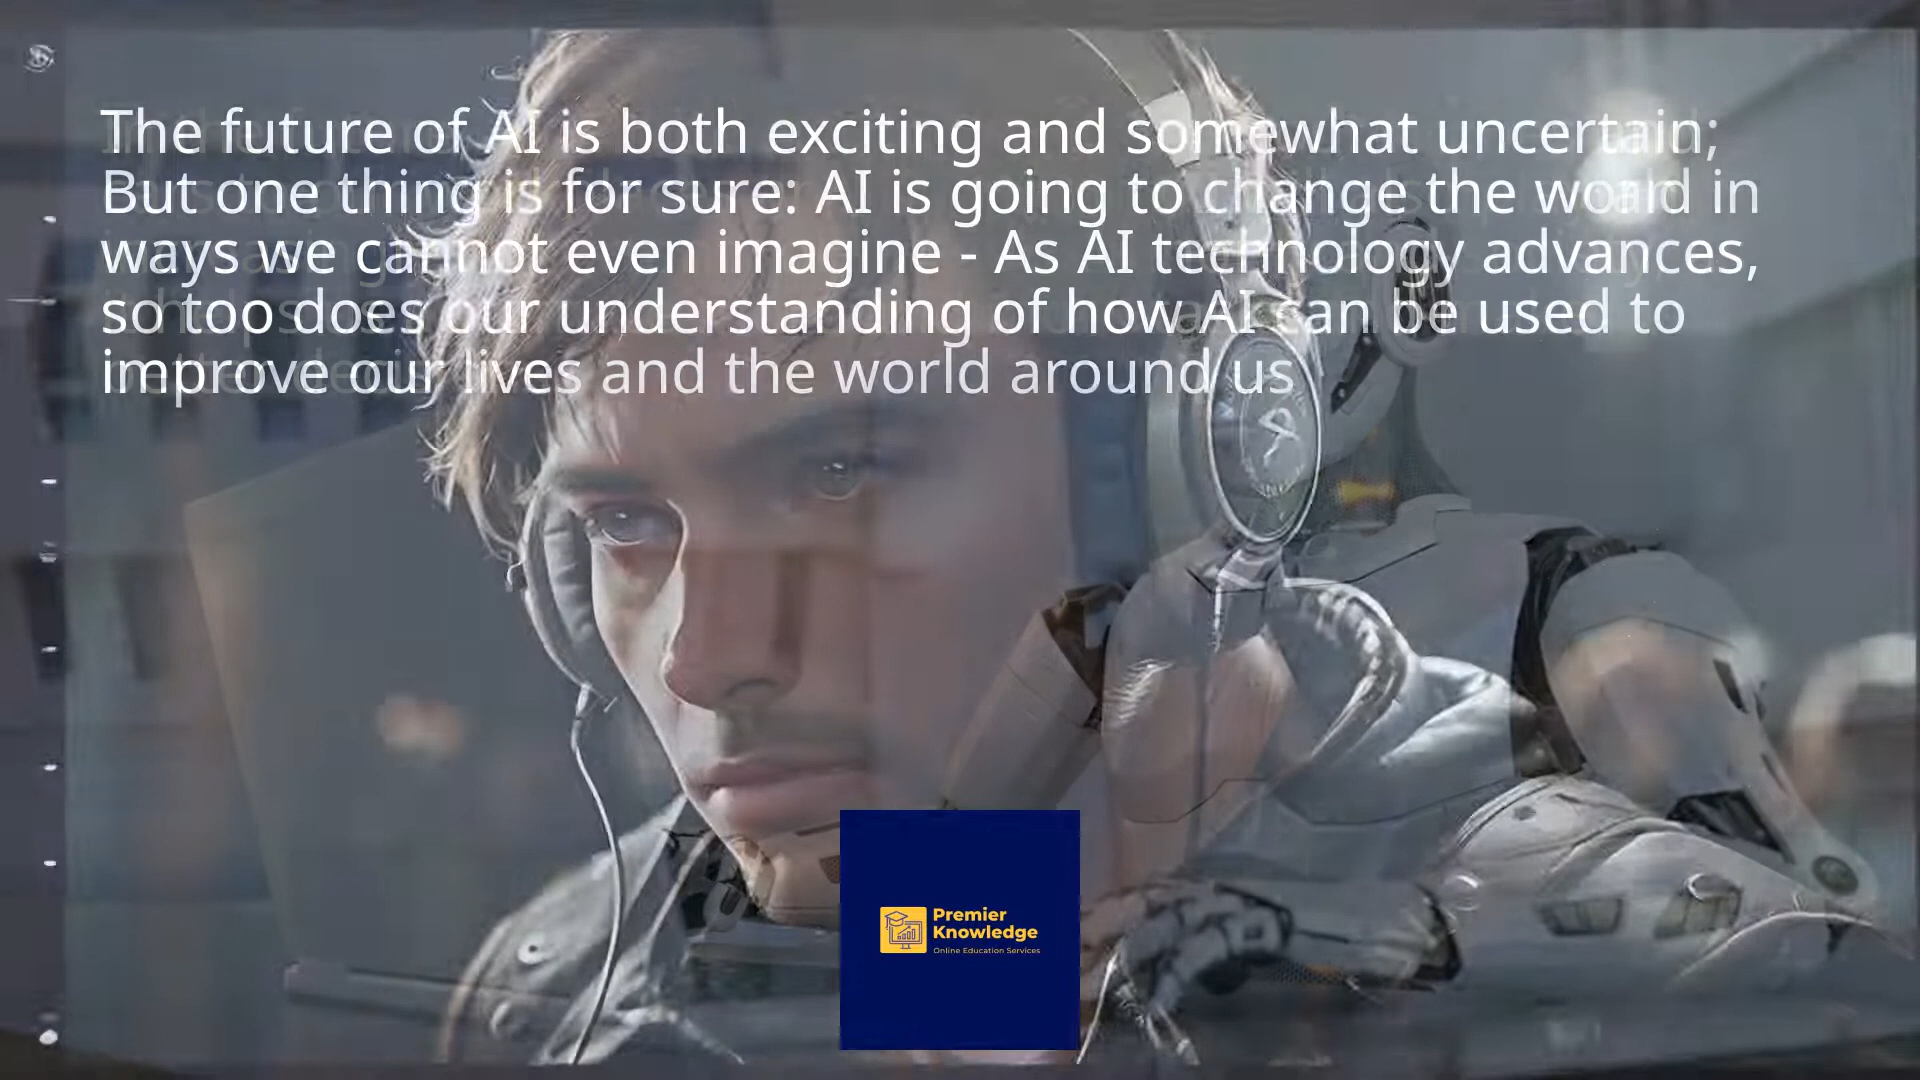 The future of AI is both exciting and somewhat uncertain;
But one thing is for sure: AI is going to change the world in
ways we cannot even imagine - As AI technology advances,
so too does our understanding of how AI can be used to
improve our lives and the world around us
Premier
Knowledge
Online Education Services